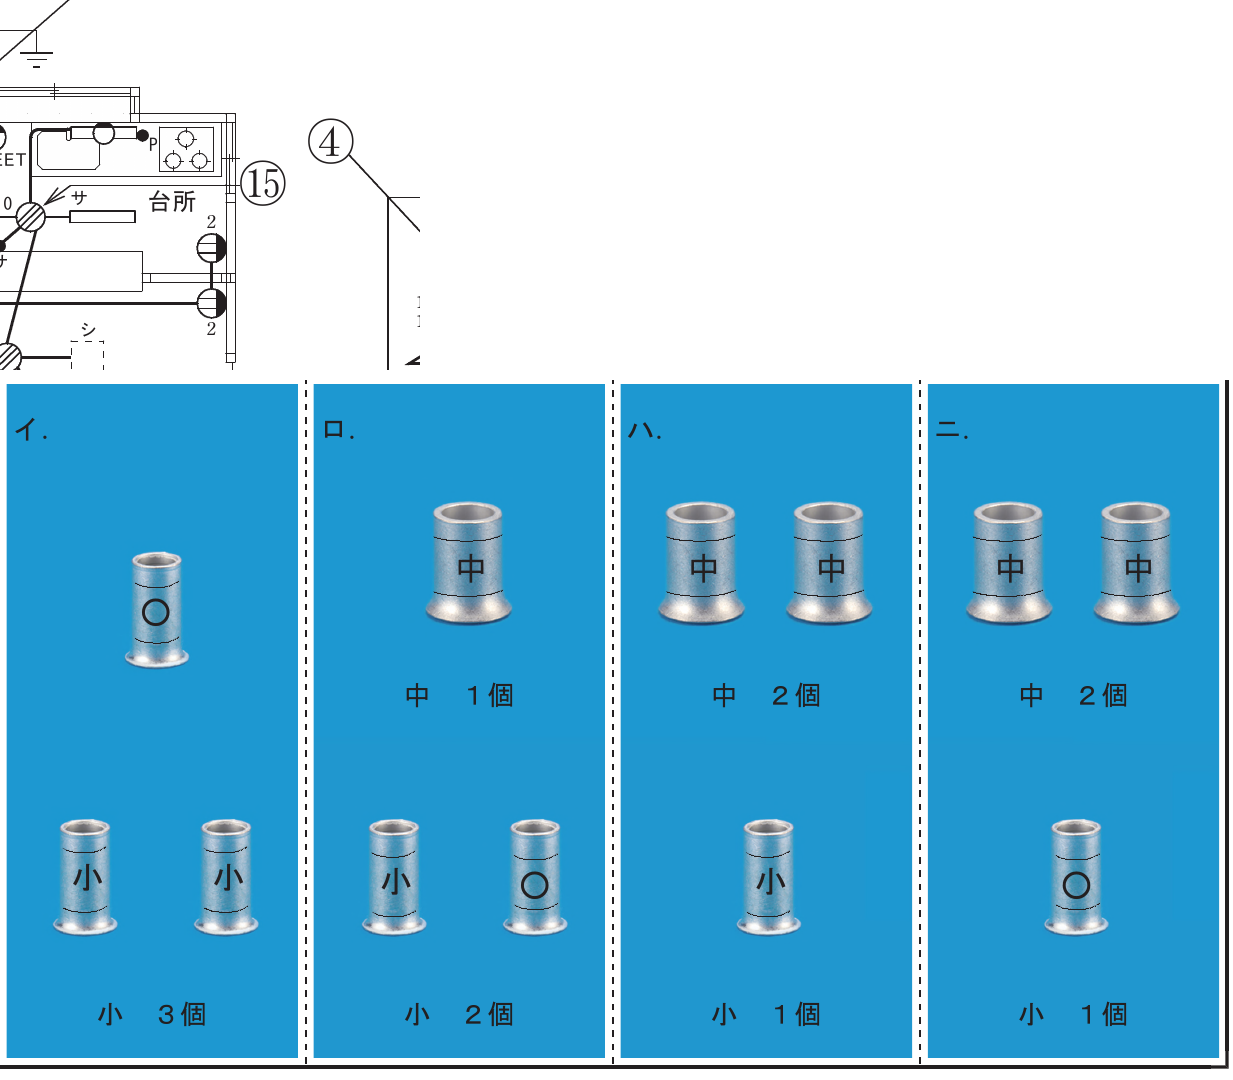 ④
P
EET
⑮
0
サ
台所
2
2
シ
イ.
ロ.
ハ.
ニ.
○
中
中
中
中
中
中 1個
中 2個
中 2個
小
小
小
○
小
○
小 3個
小 2個
小 1個
小 1個